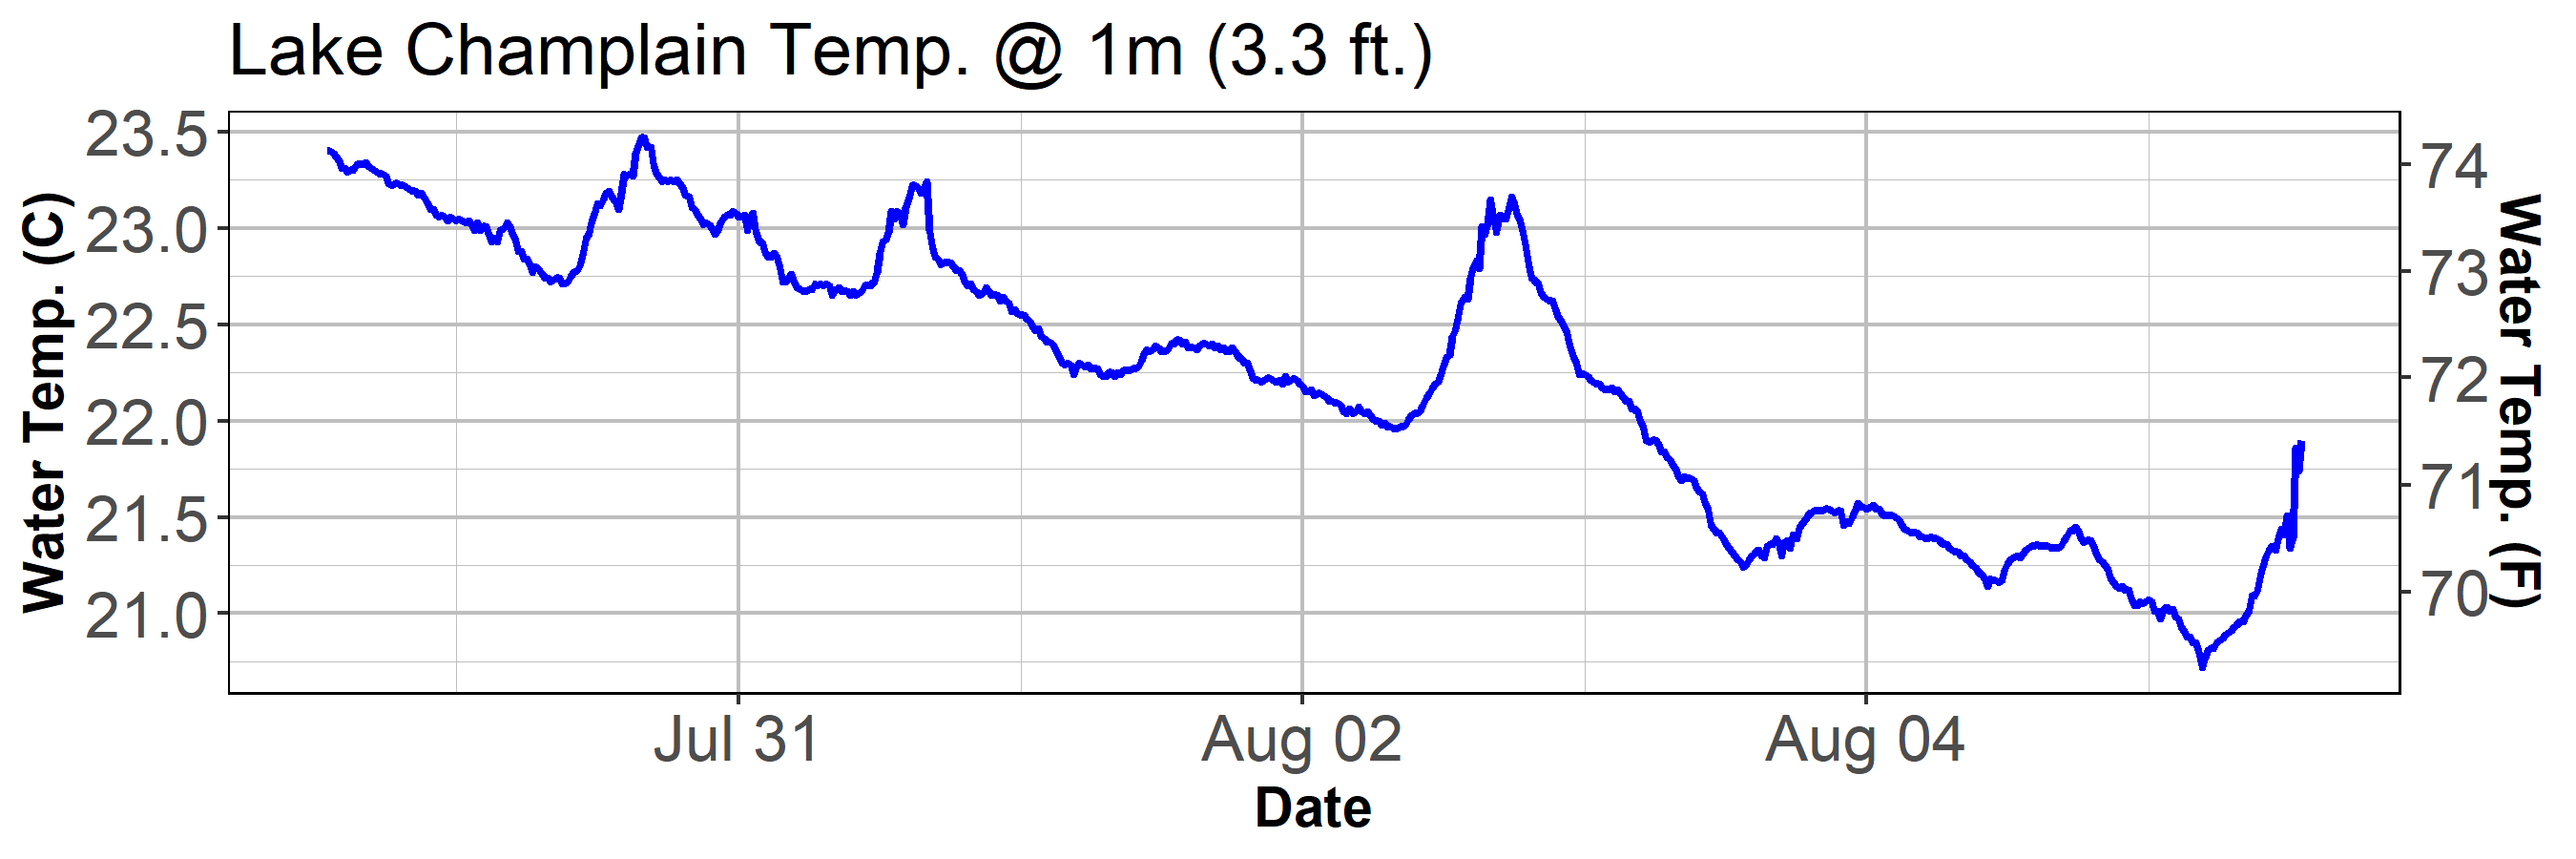 Lake Champlain Temp. @ 1m (3.3 ft.)
Water Temp. (C)
23.5
23.0
22.5
22.0
21.5
21.0
74
73
72
71
70
Water Temp. (F)
Jul 31
Aug 02
Aug 04
Date